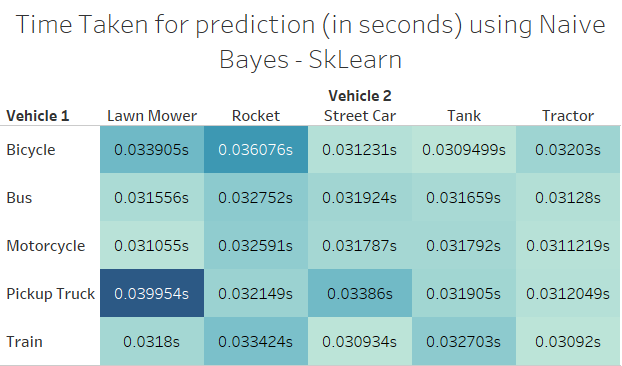 Time Taken for prediction (in seconds) using Naive
Bayes - SkLearn
Vehicle 2
Vehicle 1 Lawn Mower Rocket Street Car Tank Tractor
Bicycle 0.033905s 0.036076s 0.031231s 0.0309499s 0.03203s
Bus 0.031556s 0.032752s 0.031924s 0.031659s 0.03128s
Motorcycle 0.031055s 0.032591s 0.031787s 0.031792s 0.0311219s
Pickup Truck 0.039954s 0.032149s 0.03386s 0.031905s 0.0312049s
Train 0.0318s 0.033424s 0.030934s 0.032703s 0.03092s